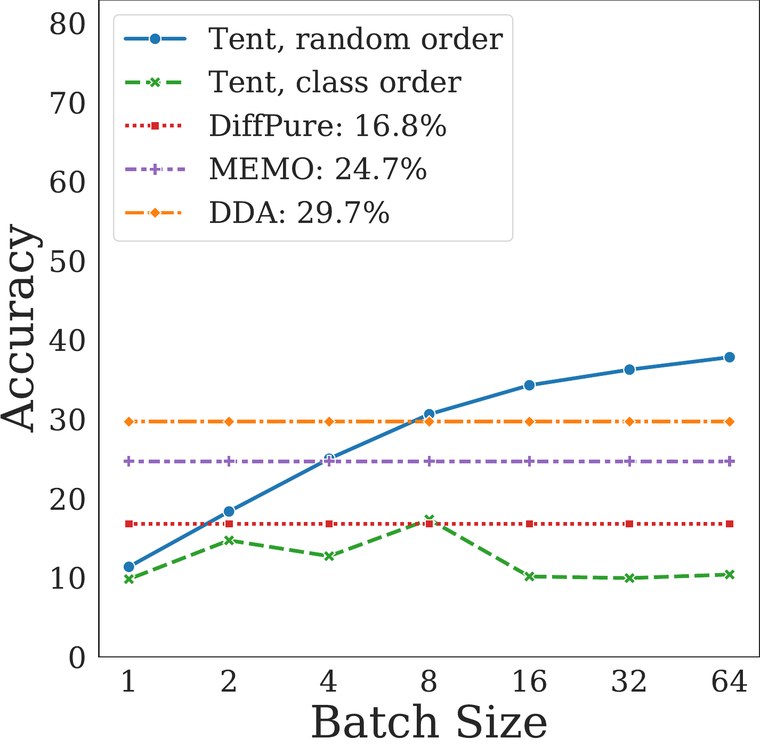 80
70
60
50
40
30
20
10
0
Accuracy
Tent, random order
Tent, class order
DiffPure: 16.8%
MEMO: 24.7%
DDA: 29.7%
1 2 4 8 16 32 64
Batch Size